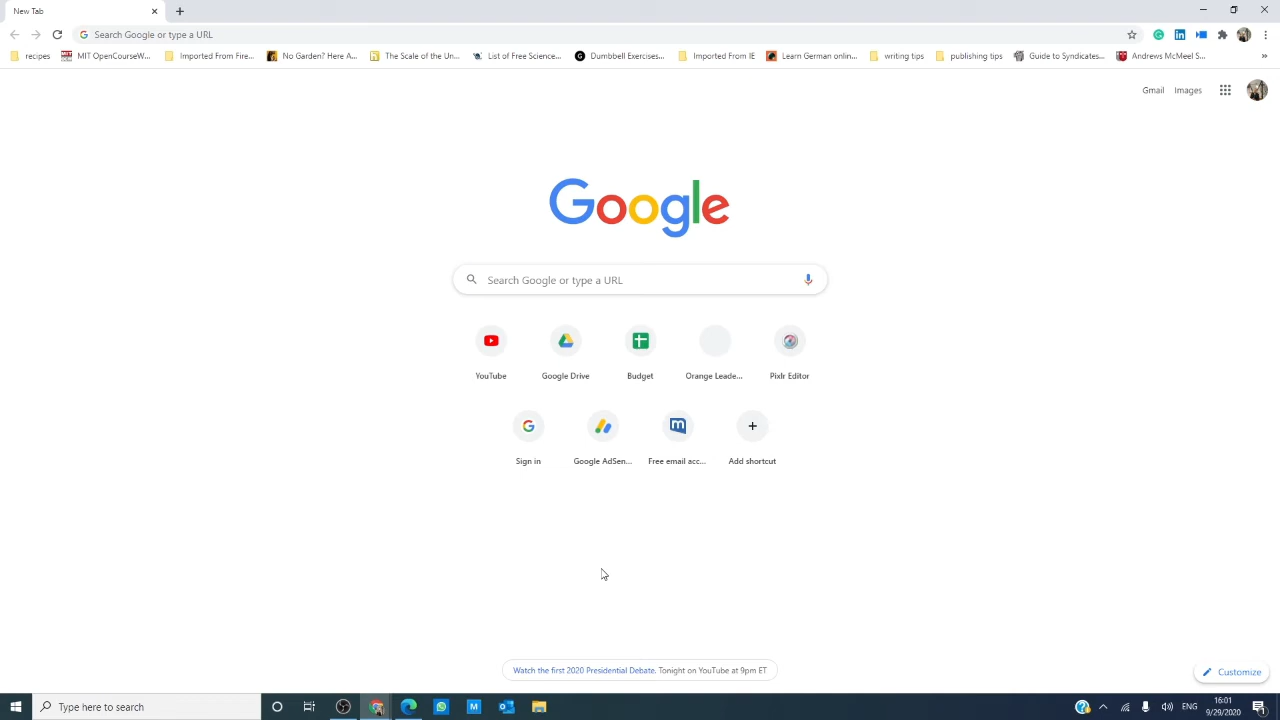 New Tab
Search Google or type a URL
recipes
MIT OpenCourseW...
Imported From Fire...
No Garden? Here A...
The Scale of the Un...
List of Free Science...
Dumbbell Exercises...
Imported From IE
Learn German onlin...
writing tips
publishing tips
Guide to Syndicates...
Andrews McMeel S...
Gmail
Images
Google
Search Google or type a URL
YouTube
Google Drive
Budget
Orange Leade...
Pixlr Editor
Sign in
Google AdSen...
Free email acc...
Add shortcut
Watch the first 2020 Presidential Debate. Tonight on YouTube at 9pm ET
Customize
Type here to search
ENG
16:01
9/29/2020